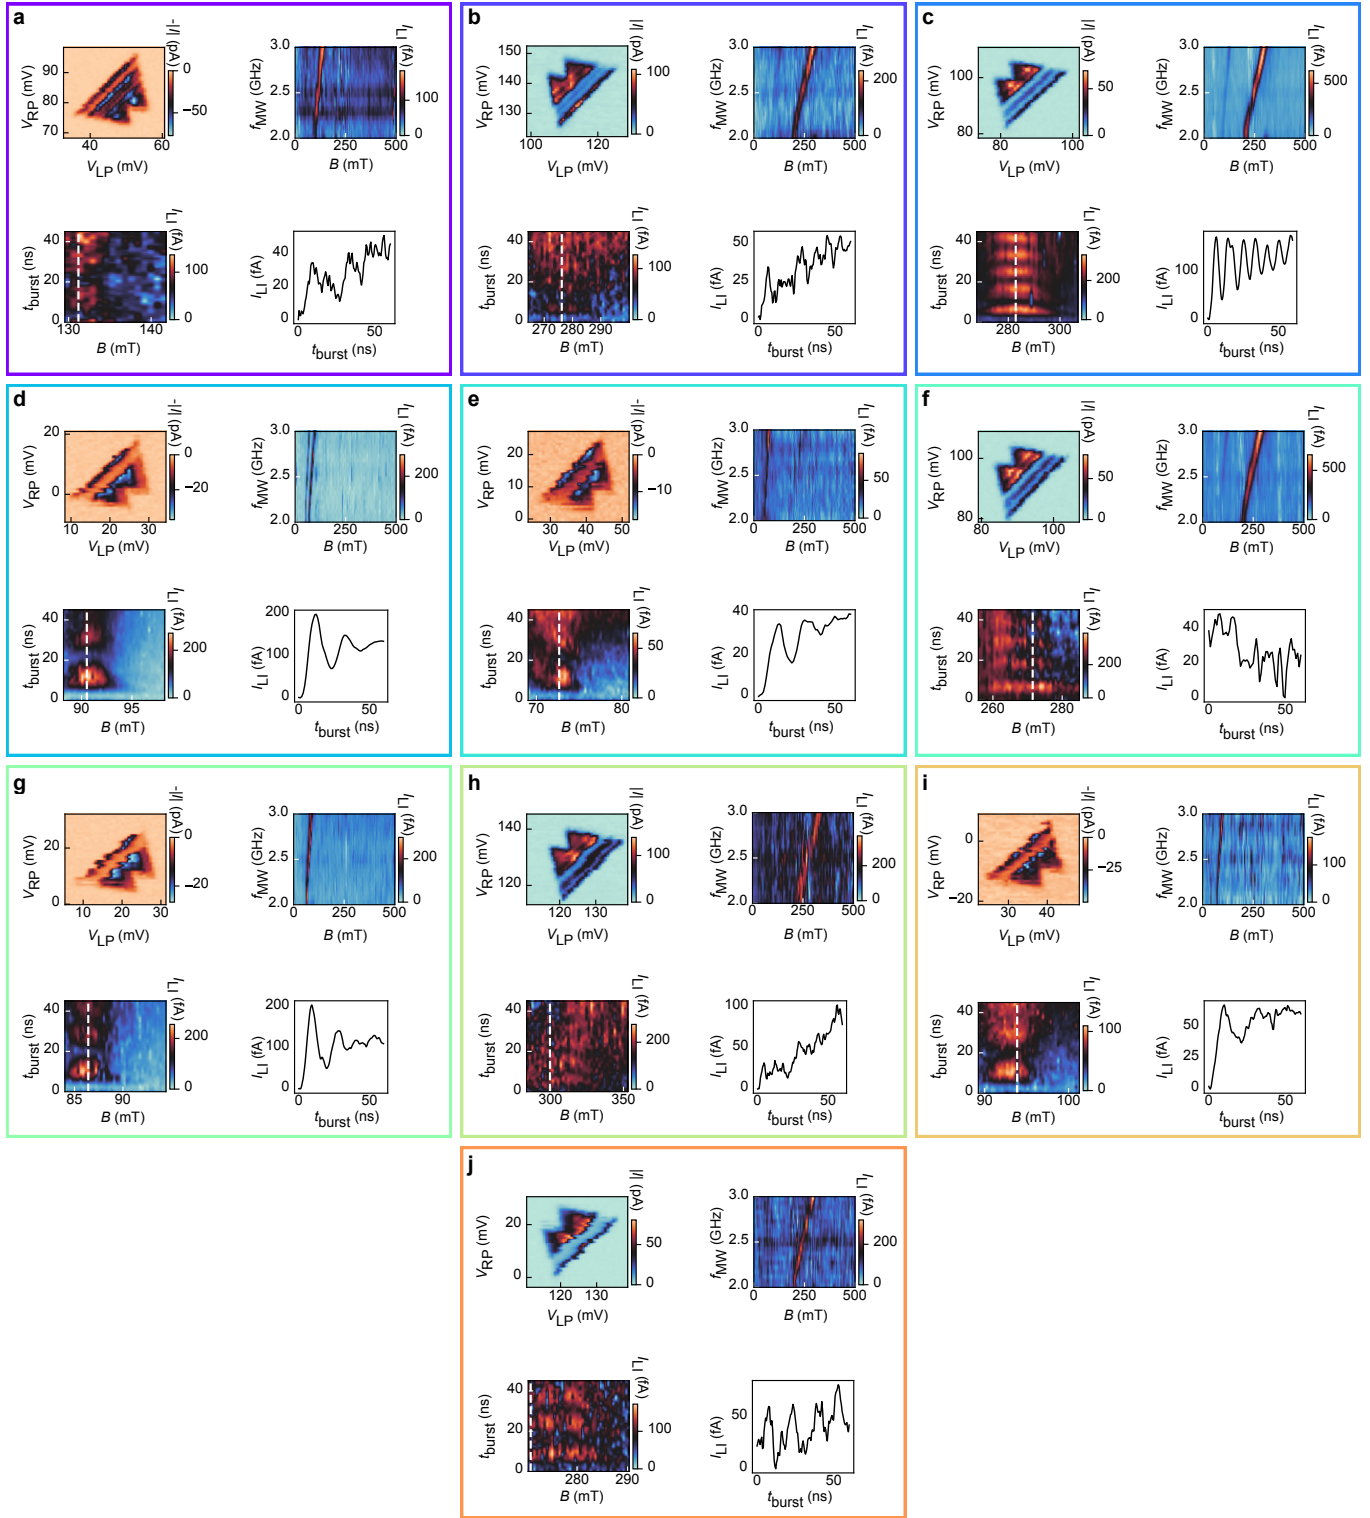 a
V_RP (mV)
90
80
70
40
60
V_LP (mV)
-|I| (pA)
0
−50
f_MW (GHz)
3.0
2.5
2.0
0
250
500
B (mT)
I_LI (fA)
100
0
t_burst (ns)
40
20
0
130
140
B (mT)
I_LI (fA)
100
0
I_LI (fA)
40
20
0
0
50
t_burst (ns)
b
V_RP (mV)
150
140
130
100
120
V_LP (mV)
|I| (pA)
100
0
f_MW (GHz)
3.0
2.5
2.0
0
250
500
B (mT)
I_LI (fA)
200
0
t_burst (ns)
40
20
0
270
280
290
B (mT)
I_LI (fA)
100
0
I_LI (fA)
50
25
0
0
50
t_burst (ns)
c
V_RP (mV)
100
80
80
100
V_LP (mV)
|I| (pA)
50
0
f_MW (GHz)
3.0
2.5
2.0
0
250
500
B (mT)
I_LI (fA)
500
0
t_burst (ns)
40
20
0
280
300
B (mT)
I_LI (fA)
200
0
I_LI (fA)
100
0
0
50
t_burst (ns)
d
V_RP (mV)
20
0
10
20
30
V_LP (mV)
-|I| (pA)
0
−20
f_MW (GHz)
3.0
2.5
2.0
0
250
500
B (mT)
I_LI (fA)
200
0
t_burst (ns)
40
20
0
90
95
B (mT)
I_LI (fA)
200
0
I_LI (fA)
200
100
0
0
50
t_burst (ns)
e
V_RP (mV)
20
10
0
30
40
50
V_LP (mV)
-|I| (pA)
0
−10
f_MW (GHz)
3.0
2.5
2.0
0
250
500
B (mT)
I_LI (fA)
50
0
t_burst (ns)
40
20
0
70
80
B (mT)
I_LI (fA)
50
0
I_LI (fA)
40
20
0
0
50
t_burst (ns)
f
V_RP (mV)
100
80
80
100
V_LP (mV)
|I| (pA)
50
0
f_MW (GHz)
3.0
2.5
2.0
0
250
500
B (mT)
I_LI (fA)
500
0
t_burst (ns)
40
20
0
260
280
B (mT)
I_LI (fA)
200
0
I_LI (fA)
40
20
0
0
50
t_burst (ns)
g
V_RP (mV)
20
0
10
20
30
V_LP (mV)
-|I| (pA)
0
−20
f_MW (GHz)
3.0
2.5
2.0
0
250
500
B (mT)
I_LI (fA)
200
0
t_burst (ns)
40
20
0
85
90
B (mT)
I_LI (fA)
200
0
I_LI (fA)
200
100
0
0
50
t_burst (ns)
h
V_RP (mV)
140
120
120
130
V_LP (mV)
|I| (pA)
100
0
f_MW (GHz)
3.0
2.5
2.0
0
250
500
B (mT)
I_LI (fA)
200
0
t_burst (ns)
40
20
0
300
350
B (mT)
I_LI (fA)
200
0
I_LI (fA)
100
50
0
0
50
t_burst (ns)
i
V_RP (mV)
0
−20
30
40
V_LP (mV)
-|I| (pA)
0
−25
f_MW (GHz)
3.0
2.5
2.0
0
250
500
B (mT)
I_LI (fA)
100
0
t_burst (ns)
40
20
0
90
100
B (mT)
I_LI (fA)
100
0
I_LI (fA)
50
25
0
0
50
t_burst (ns)
j
V_RP (mV)
20
0
120
130
V_LP (mV)
|I| (pA)
50
0
f_MW (GHz)
3.0
2.5
2.0
0
250
500
B (mT)
I_LI (fA)
200
0
t_burst (ns)
40
20
0
280
290
B (mT)
I_LI (fA)
100
0
I_LI (fA)
50
0
0
50
t_burst (ns)